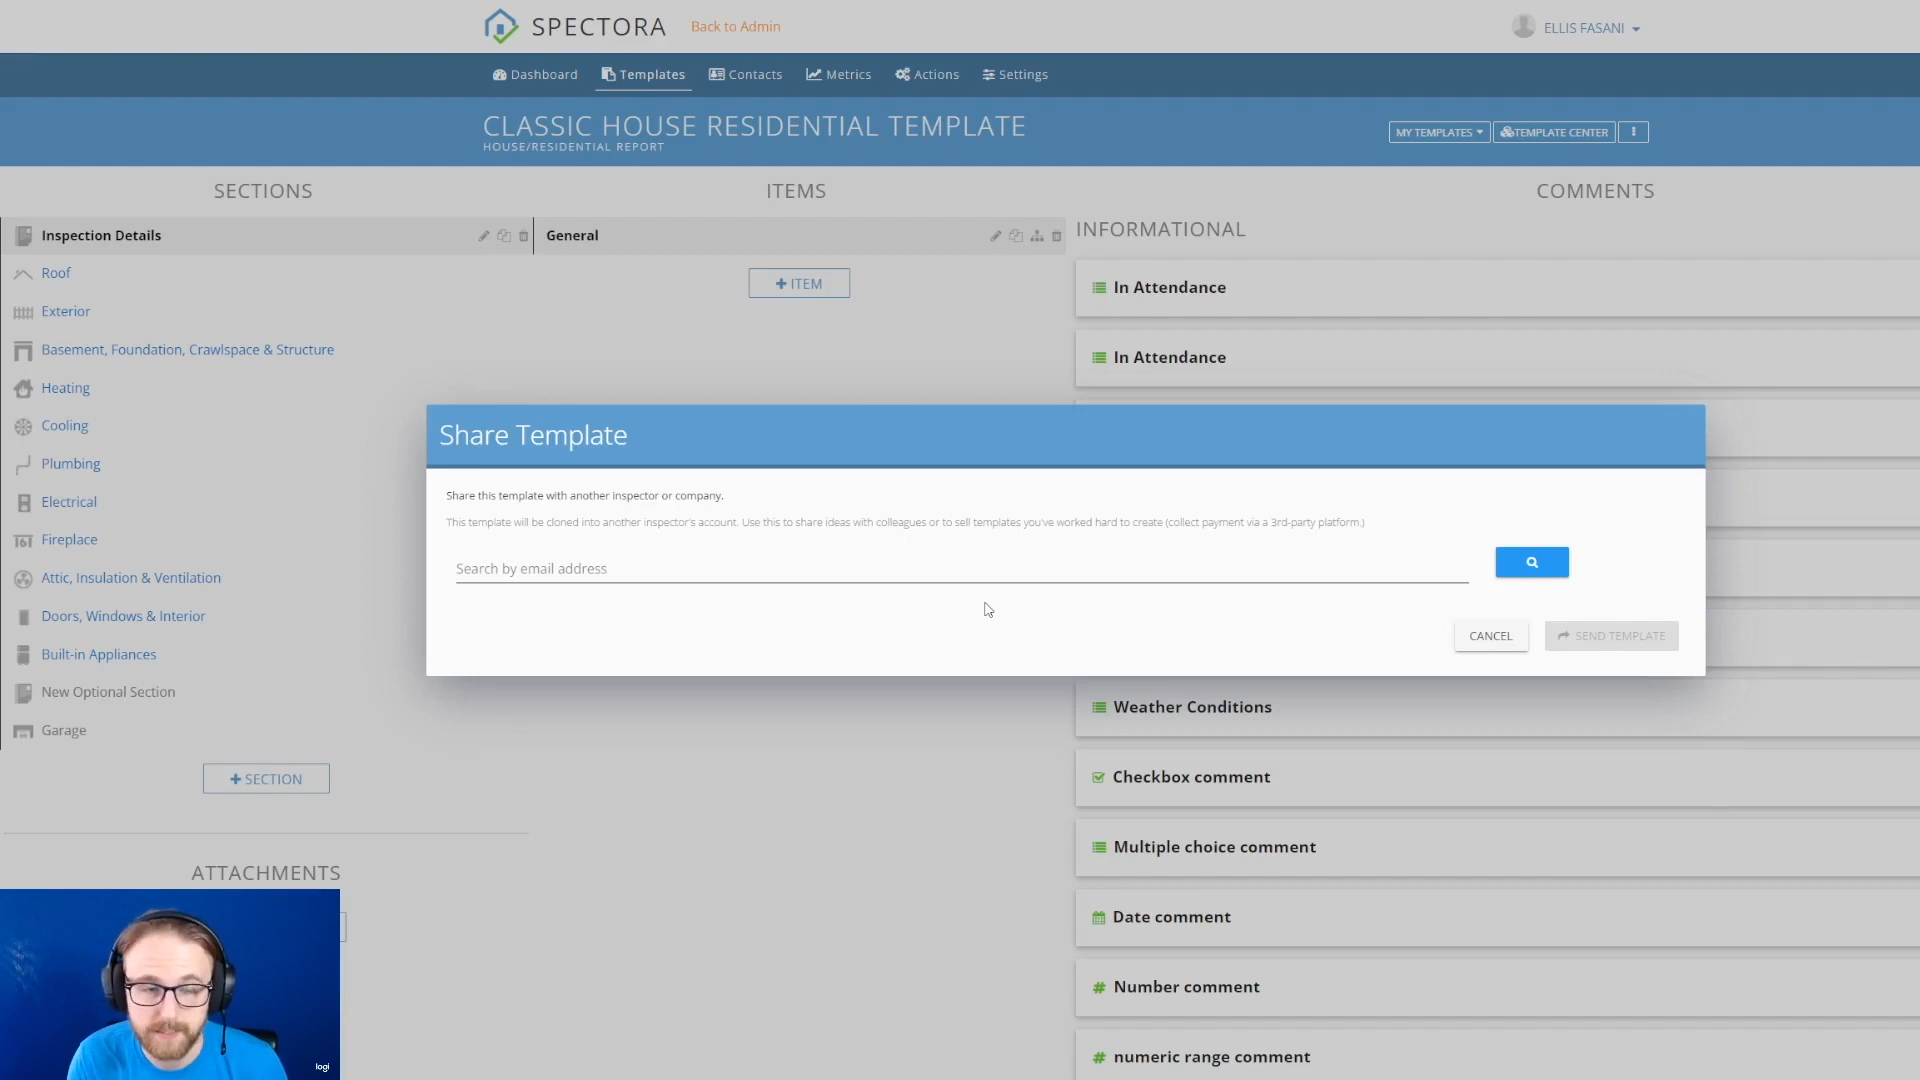 SPECTORA
Back to Admin
ELLIS FASANI
Dashboard
Templates
Contacts
Metrics
Actions
Settings
CLASSIC HOUSE RESIDENTIAL TEMPLATE
HOUSE/RESIDENTIAL REPORT
MY TEMPLATES
TEMPLATE CENTER
SECTIONS
ITEMS
COMMENTS
Inspection Details
General
INFORMATIONAL
Roof
+ ITEM
In Attendance
Exterior
Basement, Foundation, Crawlspace & Structure
In Attendance
Heating
Cooling
Plumbing
Electrical
Fireplace
Attic, Insulation & Ventilation
Doors, Windows & Interior
Built-in Appliances
New Optional Section
Garage
+ SECTION
ATTACHMENTS
Share Template
Share this template with another inspector or company.
This template will be cloned into another inspector's account. Use this to share ideas with colleagues or to sell templates you've worked hard to create (collect payment via a 3rd-party platform.)
Search by email address
CANCEL
SEND TEMPLATE
Weather Conditions
Checkbox comment
Multiple choice comment
Date comment
# Number comment
# numeric range comment
logi